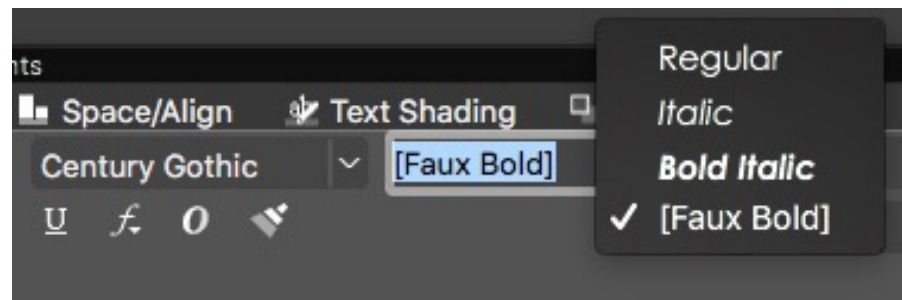 nts
Space/Align Text Shading
Century Gothic [Faux Bold]
U f O
Regular
Italic
Bold Italic
[Faux Bold]